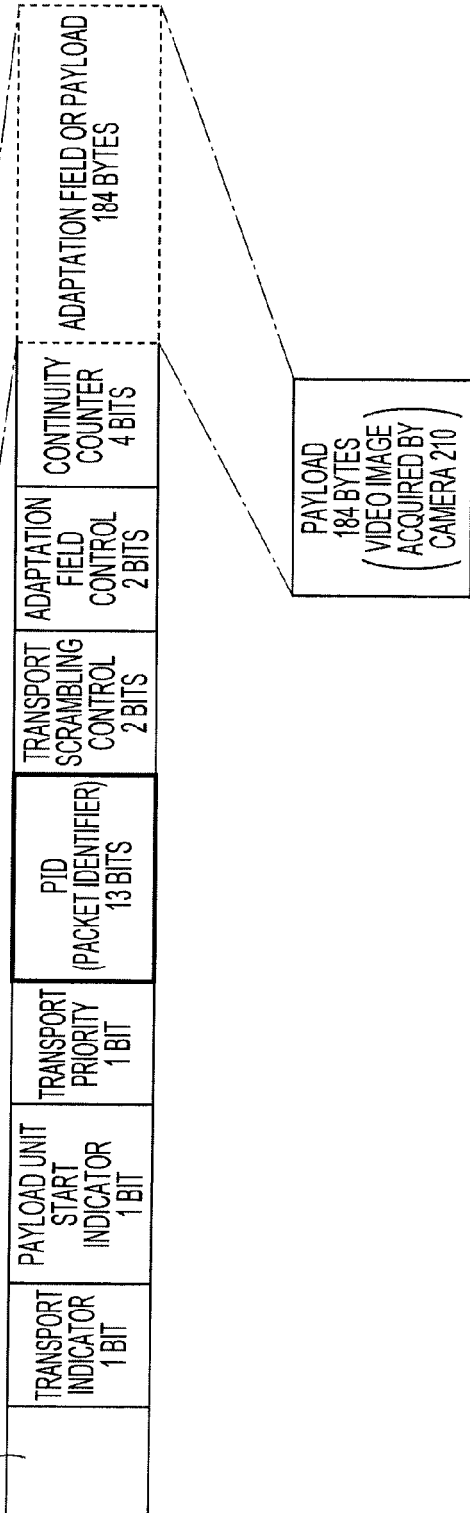 TRANSPORT
INDICATOR
1 BIT
PAYLOAD UNIT
START
INDICATOR
1 BIT
TRANSPORT
PRIORITY
1 BIT
PID
(PACKET IDENTIFIER)
13 BITS
TRANSPORT
SCRAMBLING
CONTROL
2 BITS
ADAPTATION
FIELD
CONTROL
2 BITS
CONTINUITY
COUNTER
4 BITS
ADAPTATION FIELD OR PAYLOAD
184 BYTES
PAYLOAD
184 BYTES
(VIDEO IMAGE
ACQUIRED BY
CAMERA 210)